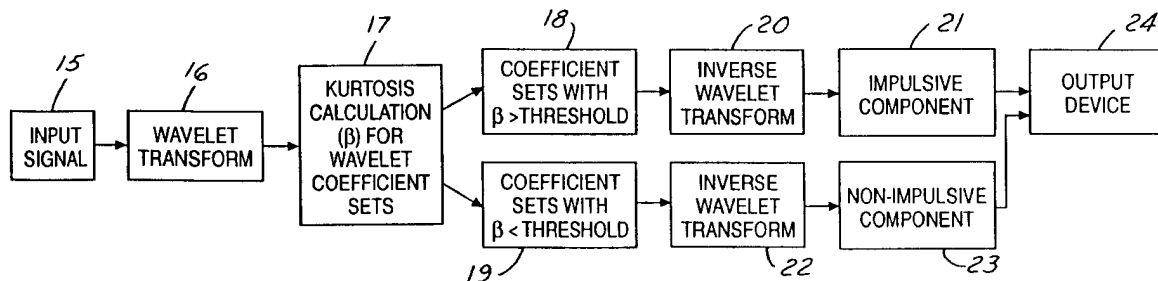 15
INPUT
SIGNAL
16
WAVELET
TRANSFORM
17
KURTOSIS
CALCULATION
(β) FOR
WAVELET
COEFFICIENT
SETS
18
COEFFICIENT
SETS WITH
β >THRESHOLD
20
INVERSE
WAVELET
TRANSFORM
21
IMPULSIVE
COMPONENT
24
OUTPUT
DEVICE
COEFFICIENT
SETS WITH
β < THRESHOLD
19
INVERSE
WAVELET
TRANSFORM
22
NON-IMPULSIVE
COMPONENT
23